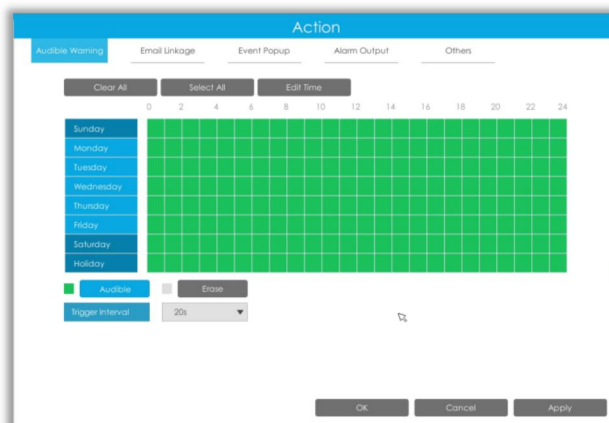 Action
Audible Warning Email Linkage Event Popup Alarm Output Others
Clear All Select All Edit Time
0 2 4 6 8 10 12 14 16 18 20 22 24
Sunday
Monday
Tuesday
Wednesday
Thursday
Friday
Saturday
Holiday
Audible Erase
Trigger Interval 20s
OK Cancel Apply